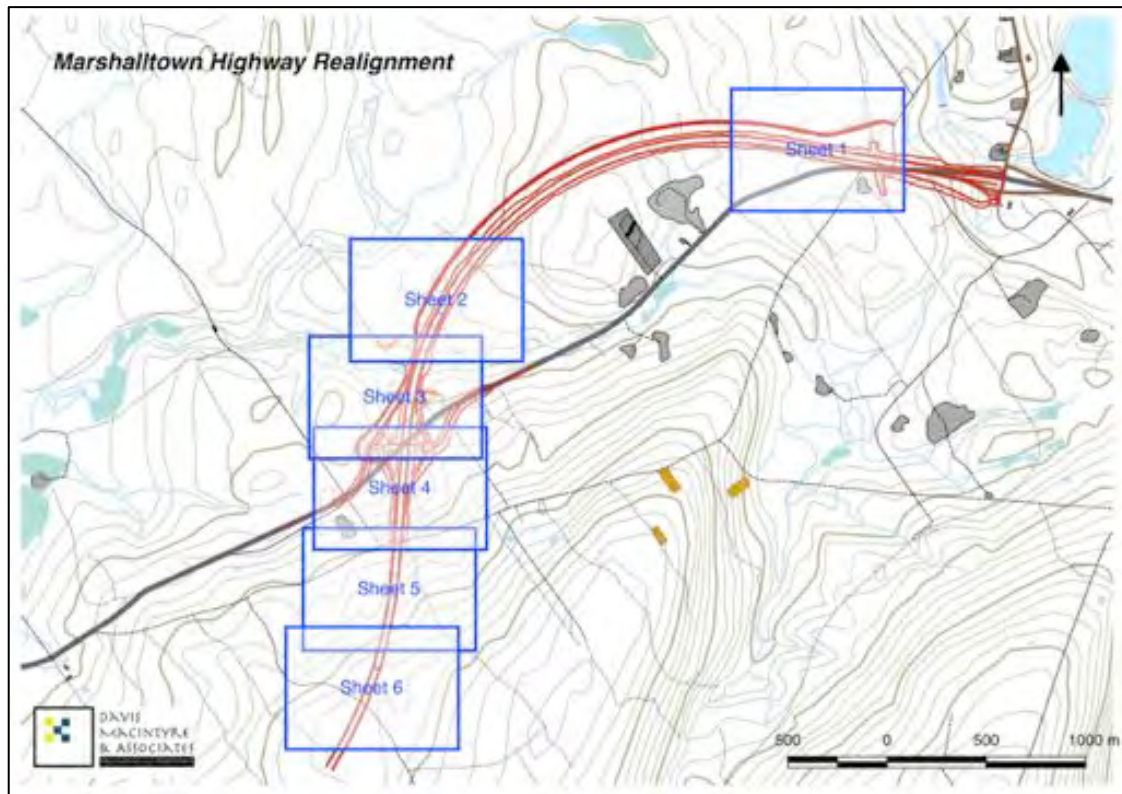 Marshalltown Highway Realignment
Sheet 1
Sheet 2
Sheet 3
Sheet 4
Sheet 5
Sheet 6
DAVIS
MACINTYRE
& ASSOCIATES
500 0 500 1000 m